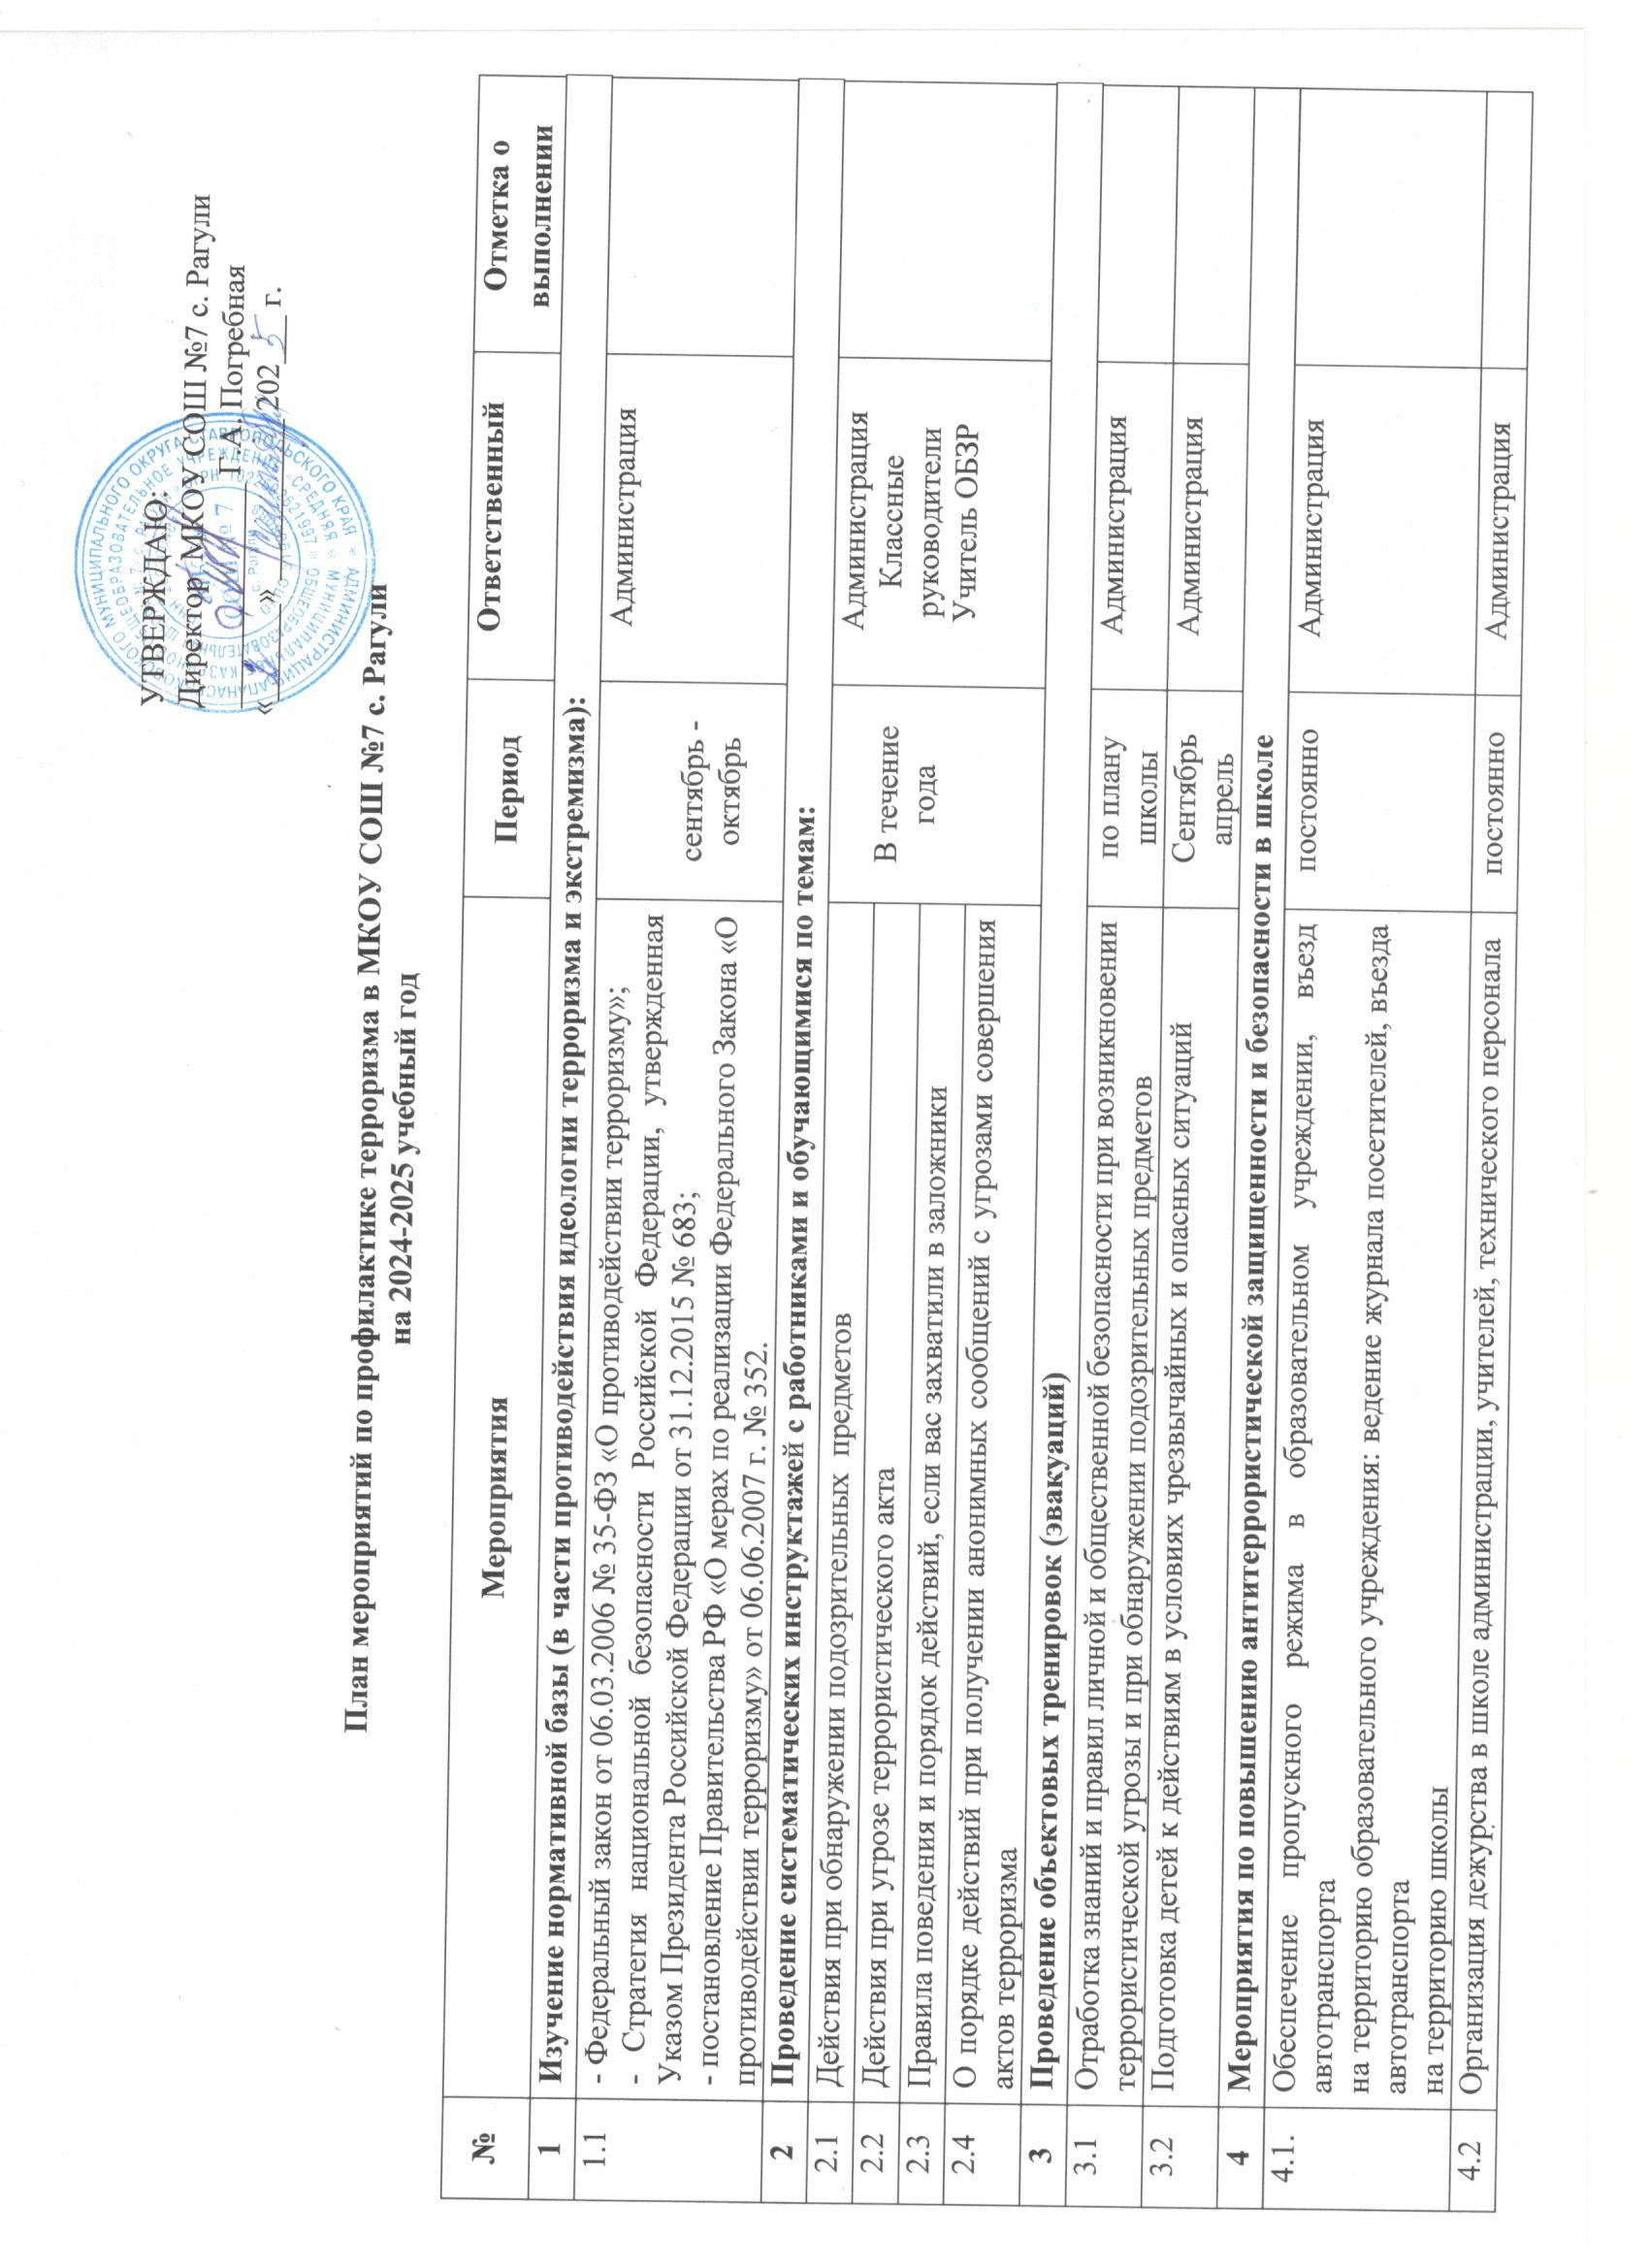 УТВЕРЖДАЮ:
Директор МКОУ СОШ №7 с. Рагули
Г.А. Погребная
« » 2025 г.
План мероприятий по профилактике терроризма в МКОУ СОШ №7 с. Рагули
на 2024-2025 учебный год
№ Мероприятия Период Ответственный Отметка о
выполнении
1 Изучение нормативной базы (в части противодействия идеологии терроризма и экстремизма):
1.1 - Федеральный закон от 06.03.2006 № 35-ФЗ «О противодействии терроризму»;
- Стратегия национальной безопасности Российской Федерации, утвержденная
Указом Президента Российской Федерации от 31.12.2015 № 683;
- постановление Правительства РФ «О мерах по реализации Федерального Закона «О
противодействии терроризму» от 06.06.2007 г. № 352.
сентябрь -
октябрь
Администрация
2 Проведение систематических инструктажей с работниками и обучающимися по темам:
2.1 Действия при обнаружении подозрительных предметов
2.2 Действия при угрозе террористического акта
2.3 Правила поведения и порядок действий, если вас захватили в заложники
2.4 О порядке действий при получении анонимных сообщений с угрозами совершения
актов терроризма
В течение
года
Администрация
Классные
руководители
Учитель ОБЗР
3 Проведение объектовых тренировок (эвакуаций)
3.1 Отработка знаний и правил личной и общественной безопасности при возникновении
террористической угрозы и при обнаружении подозрительных предметов
по плану
школы
Администрация
3.2 Подготовка детей к действиям в условиях чрезвычайных и опасных ситуаций
Сентябрь
апрель
Администрация
4 Мероприятия по повышению антитеррористической защищенности и безопасности в школе
4.1. Обеспечение пропускного режима в образовательном учреждении, въезд
автотранспорта
на территорию образовательного учреждения: ведение журнала посетителей, въезда
автотранспорта
на территорию школы
постоянно
Администрация
4.2 Организация дежурства в школе администрации, учителей, технического персонала
постоянно
Администрация